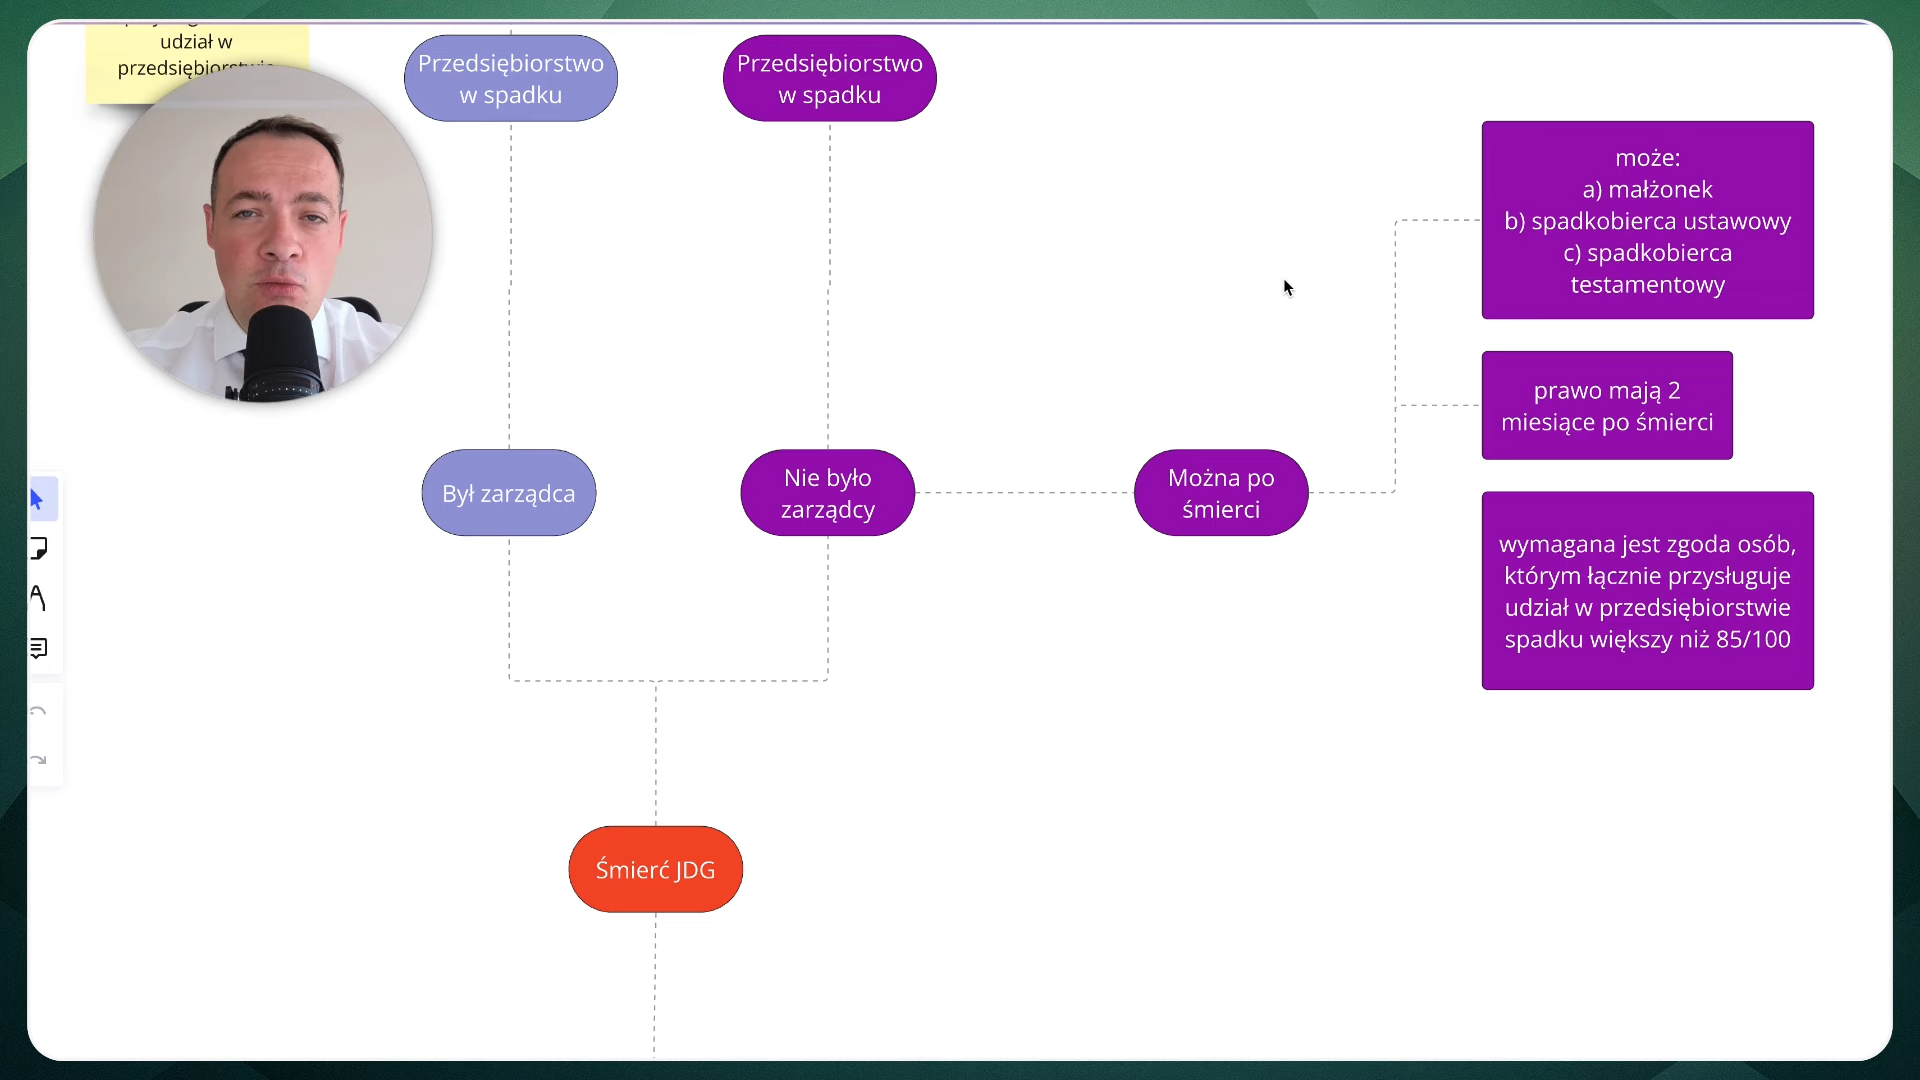 udział w
Przedsiębiorstwo
w spadku
Przedsiębiorstwo
w spadku
może:
a) małżonek
b) spadkobierca ustawowy
c) spadkobierca
testamentowy
prawo mają 2
miesiące po śmierci
Był zarządca
Nie było
zarządcy
Można po
śmierci
wymagana jest zgoda osób,
którym łącznie przysługuje
udział w przedsiębiorstwie
spadku większy niż 85/100
Śmierć JDG